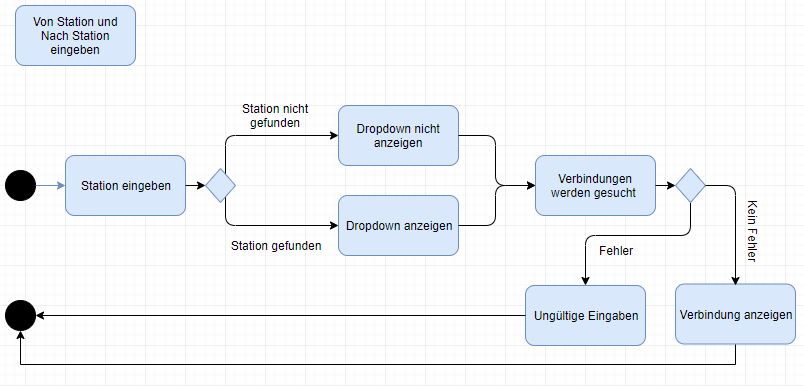 Von Station und
Nach Station
eingeben
Station nicht
gefunden
Dropdown nicht
anzeigen
Station eingeben
Verbindungen
werden gesucht
Dropdown anzeigen
Station gefunden
Kein Fehler
Fehler
Ungültige Eingaben
Verbindung anzeigen